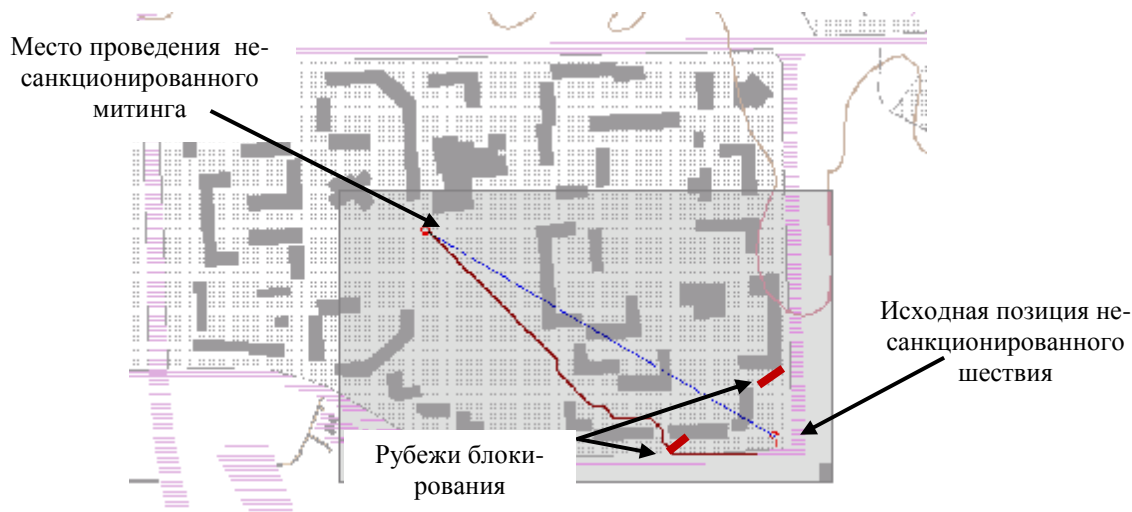 Место проведения не-
санкционированного
митинга
Исходная позиция не-
санкционированного
шествия
Рубежи блоки-
рования